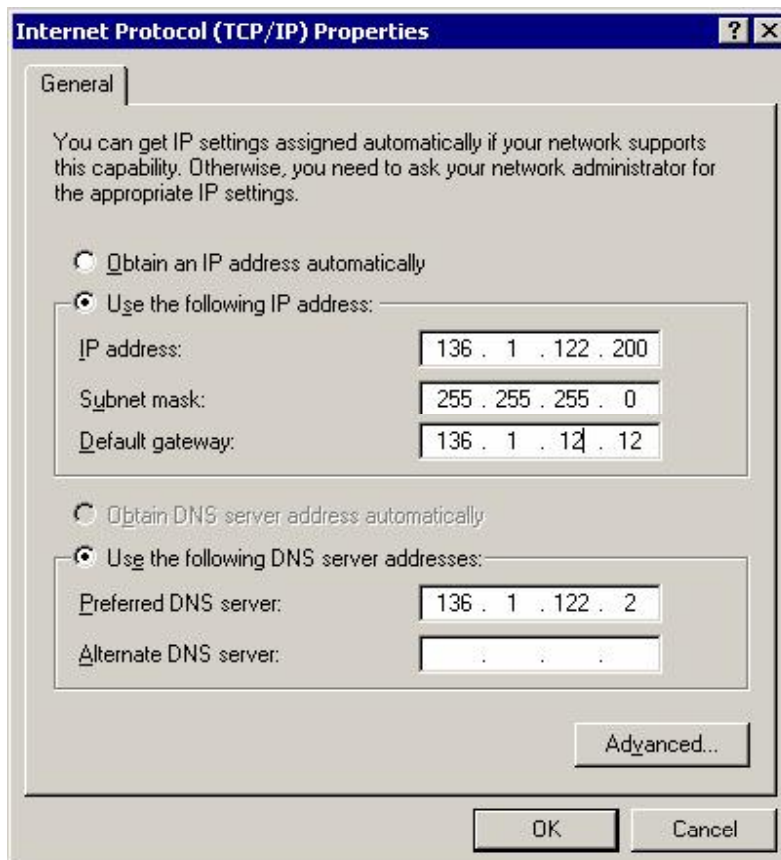 Internet Protocol (TCP/IP) Properties
General
You can get IP settings assigned automatically if your network supports
this capability. Otherwise, you need to ask your network administrator for
the appropriate IP settings.
Obtain an IP address automatically
Use the following IP address:
IP address: 136 . 1 . 122 . 200
Subnet mask: 255 . 255 . 255 . 0
Default gateway: 136 . 1 . 12 . 12
Obtain DNS server address automatically
Use the following DNS server addresses:
Preferred DNS server: 136 . 1 . 122 . 2
Alternate DNS server: . . .
Advanced...
OK Cancel